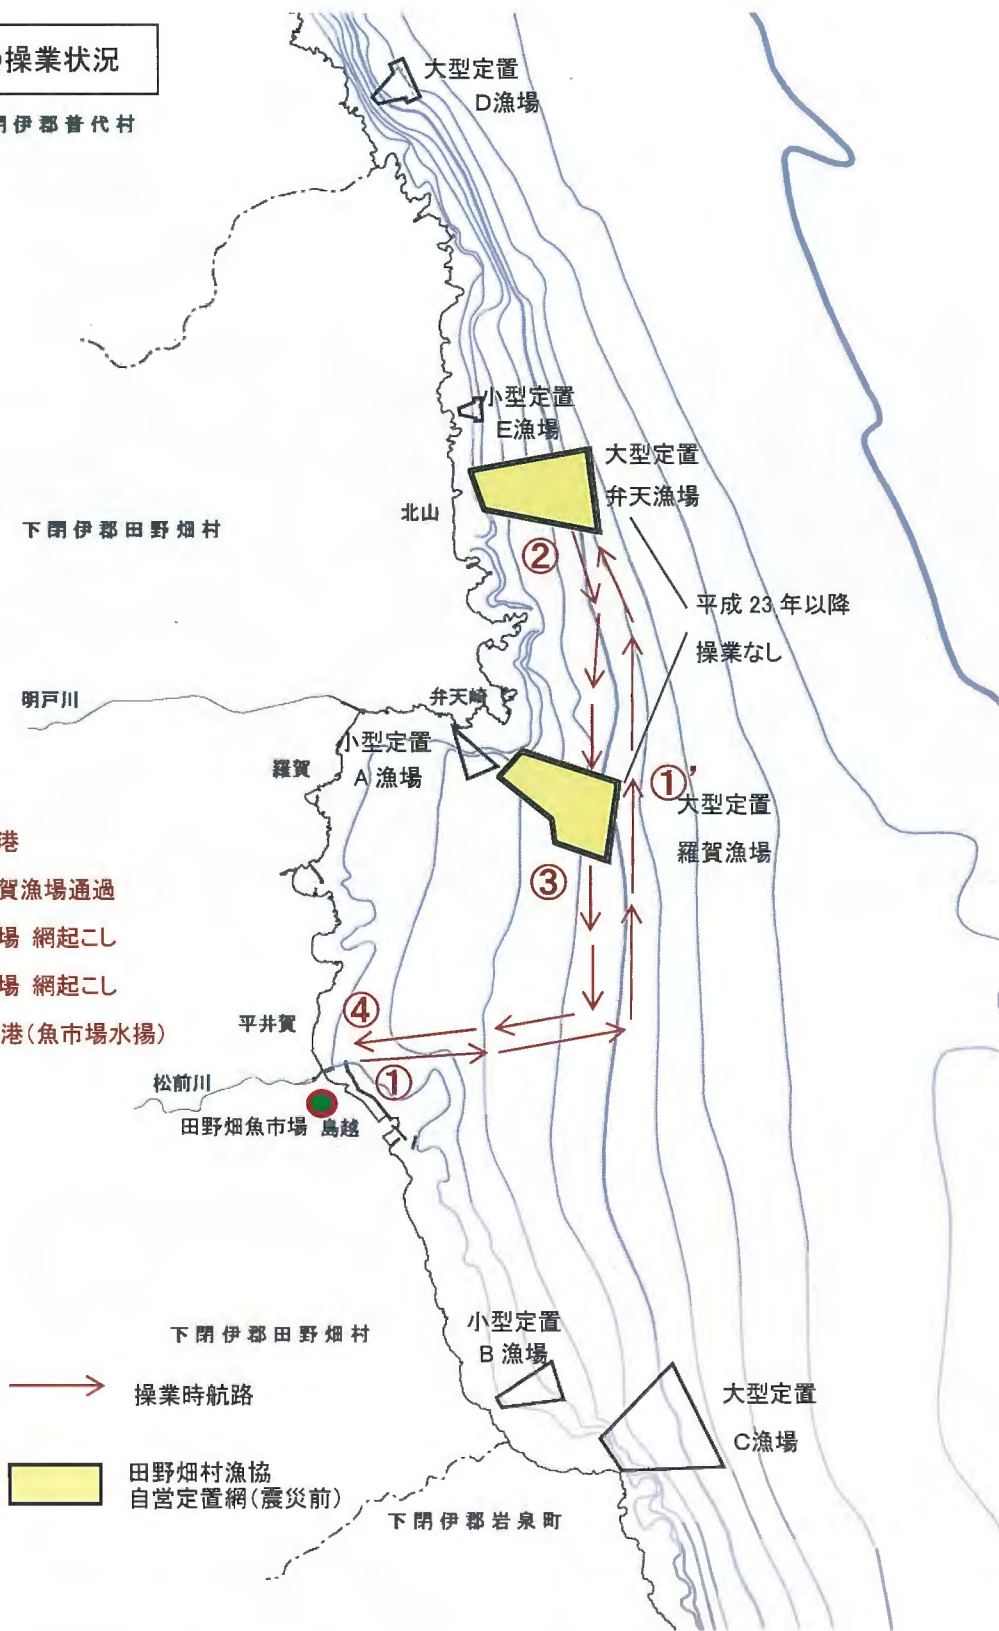 操業状況
伊郡普代村
大型定置
D漁場
小型定置
E漁場
大型定置
弁天漁場
北山
下閉伊郡田野畑村
②
平成23年以降
操業なし
明戸川
弁天崎
小型定置
A漁場
羅賀
①’
大型定置
羅賀漁場
港
賀漁場通過
③
場 網起こし
場 網起こし
④
平井賀
港(魚市場水揚)
松前川
①
田野畑魚市場
島越
下閉伊郡田野畑村
小型定置
B漁場
操業時航路
大型定置
C漁場
田野畑村漁協
自営定置網(震災前)
下閉伊郡岩泉町